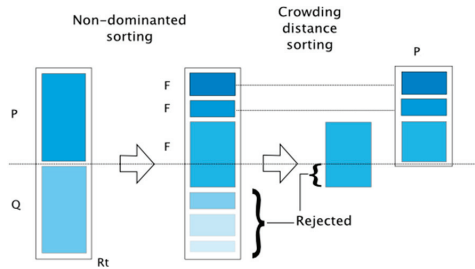 Non-dominanted
sorting
Crowding
distance
sorting
P
F
F
P
F
Q
Rejected
Rt